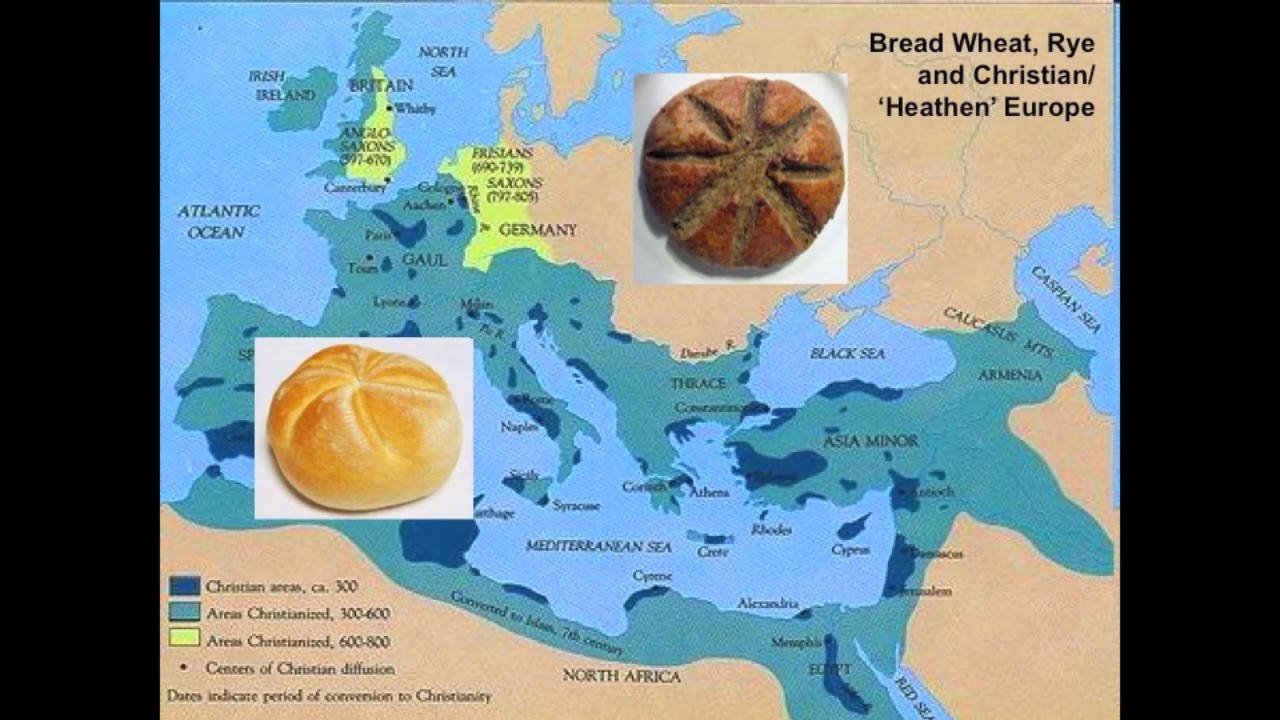 Bread Wheat, Rye
and Christian/
‘Heathen’ Europe
NORTH
SEA
IRISH
IRELAND
BRITAIN
Whitby
ANGLO-
SAXONS
(597-670)
Canterbury
FRISIANS
(690-739)
SAXONS
(797-805)
Cologne
Aachen
Rhine
R.
GERMANY
ATLANTIC
OCEAN
Paris
Tours
GAUL
Lyons
Milan
Po R.
SP
CASPIAN SEA
CAUCASUS MTS.
ARMENIA
BLACK SEA
Danube R.
THRACE
Constantinople
ASIA MINOR
Rome
Naples
Sicily
Syracuse
arthage
Corinth
Athens
Antioch
Rhodes
Crete
Cyprus
Damascus
Jerusalem
MEDITERRANEAN SEA
Cyrene
Alexandria
Memphis
EGYPT
RED SEA
Converted to Islam, 7th century
NORTH AFRICA
Christian areas, ca. 300
Areas Christianized, 300-600
Areas Christianized, 600-800
Centers of Christian diffusion
Dates indicate period of conversion to Christianity